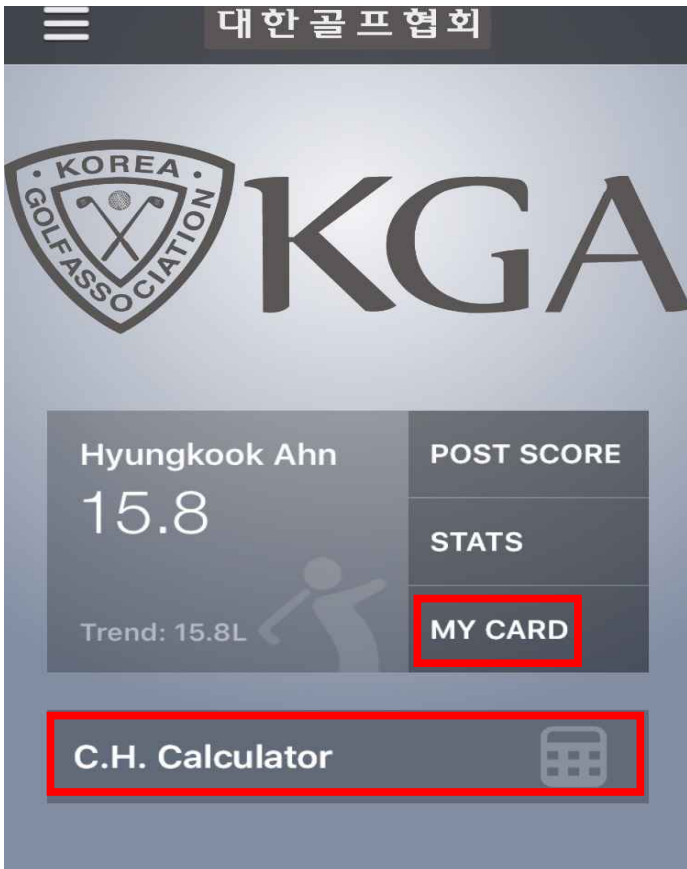 대한골프협회
KOREA
GOLF ASSOCIATION
KGA
Hyungkook Ahn
15.8
Trend: 15.8L
POST SCORE
STATS
MY CARD
C.H. Calculator